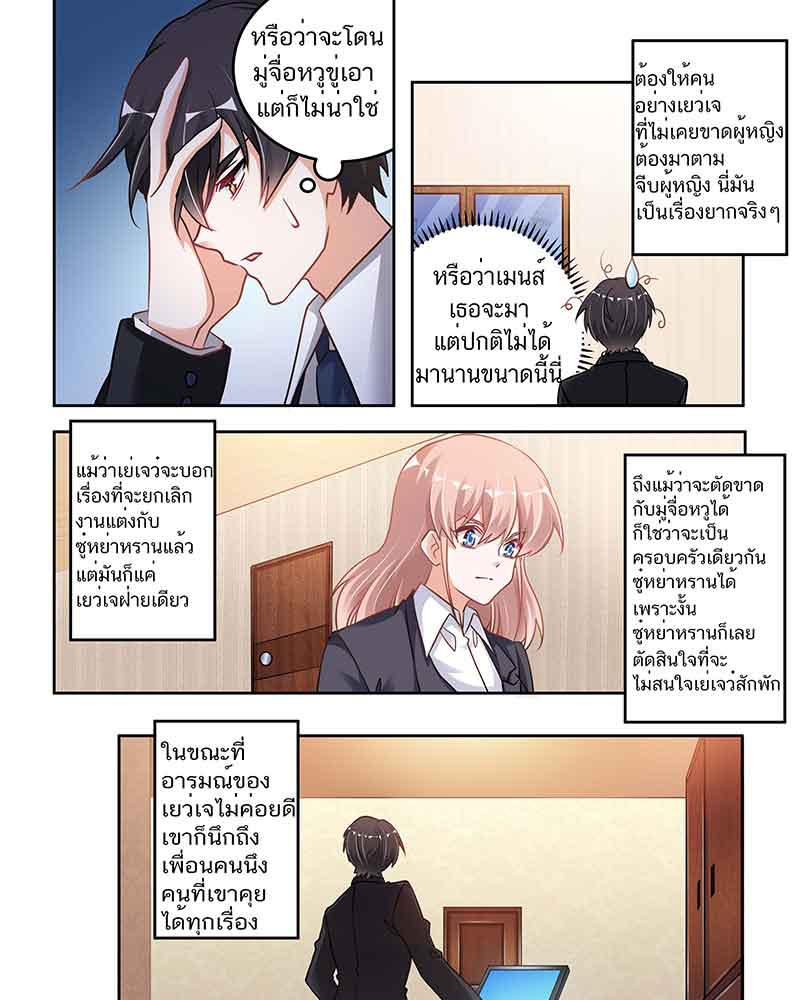 หรือว่าจะโดน
มู่จื่อหวูขู่เอา
แต่ก็ไม่น่าใช่
ต้องให้คน
อย่างเยว่เจ
ที่ไม่เคยขาดผู้หญิง
ต้องมาตาม
จีบผู้หญิง นี่มัน
เป็นเรื่องยากจริงๆ
หรือว่าเมนส์
เธอจะมา
แต่ปกติไม่ได้
มานานขนาดนี้นี่
แม้ว่าเย่เจว๋จะบอก
เรื่องที่จะยกเลิก
งานแต่งกับ
ซู๋หย่าหรานแล้ว
แต่มันก็แค่
เยว่เจฝ่ายเดียว
ถึงแม้ว่าจะตัดขาด
กับมู่จื่อหวูได้
ก็ใช่ว่าจะเป็น
ครอบครัวเดียวกัน
ซู๋หย่าหรานได้
เพราะงั้น
ซู๋หย่าหรานก็เลย
ตัดสินใจที่จะ
ไม่สนใจเย่เจว๋สักพัก
ในขณะที่
อารมณ์ของ
เยว่เจไม่ค่อยดี
เขาก็นึกถึง
เพื่อนคนนึง
คนที่เขาคุย
ได้ทุกเรื่อง